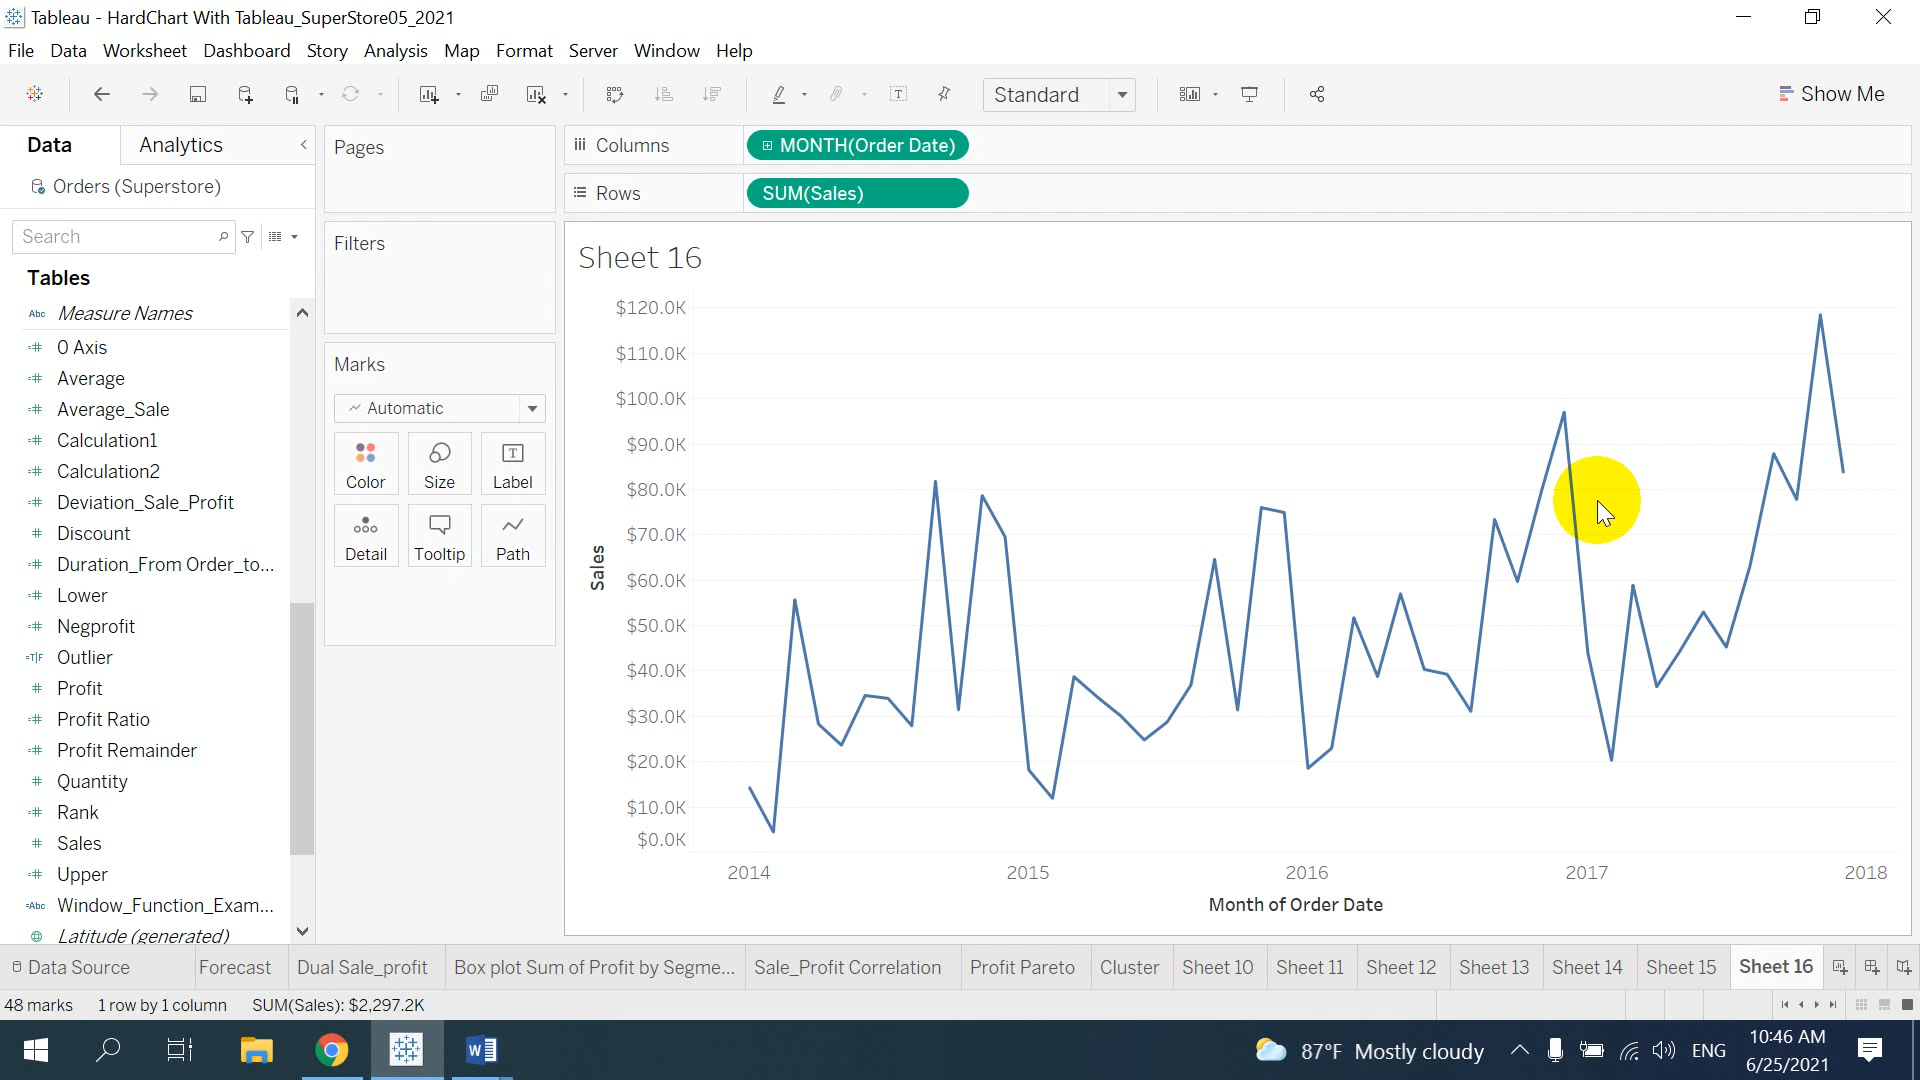 Tableau - HardChart With Tableau_SuperStore05_2021
File Data Worksheet Dashboard Story Analysis Map Format Server Window Help
Standard
Show Me
Data
Analytics
Orders (Superstore)
Search
Tables
Abc Measure Names
0 Axis
Average
Average_Sale
Calculation1
Calculation2
Deviation_Sale_Profit
Discount
Duration_From Order_to...
Lower
Negprofit
T|F Outlier
Profit
Profit Ratio
Profit Remainder
Quantity
Rank
Sales
Upper
Abc Window_Function_Exam...
Latitude (generated)
Pages
Filters
Marks
Automatic
Color
Size
T Label
Detail
Tooltip
Path
Columns
MONTH(Order Date)
Rows
SUM(Sales)
Sheet 16
$120.0K
$110.0K
$100.0K
$90.0K
$80.0K
$70.0K
$60.0K
$50.0K
$40.0K
$30.0K
$20.0K
$10.0K
$0.0K
Sales
2014 2015 2016 2017 2018
Month of Order Date
Data Source Forecast Dual Sale_profit Box plot Sum of Profit by Segme... Sale_Profit Correlation Profit Pareto Cluster Sheet 10 Sheet 11 Sheet 12 Sheet 13 Sheet 14 Sheet 15 Sheet 16
48 marks 1 row by 1 column SUM(Sales): $2,297.2K
W
87°F Mostly cloudy
ENG
10:46 AM
6/25/2021